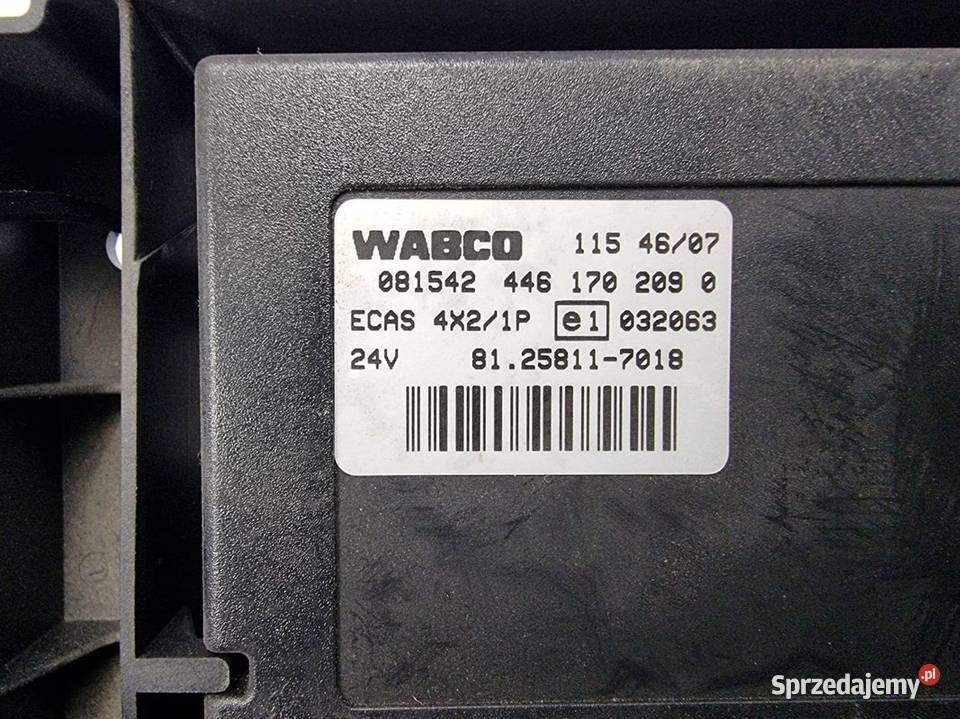 WABCO 115 46/07
081542 446 170 209 0
ECAS 4X2/1P e1 032063
24V 81.25811-7018
Sprzedajemy.pl